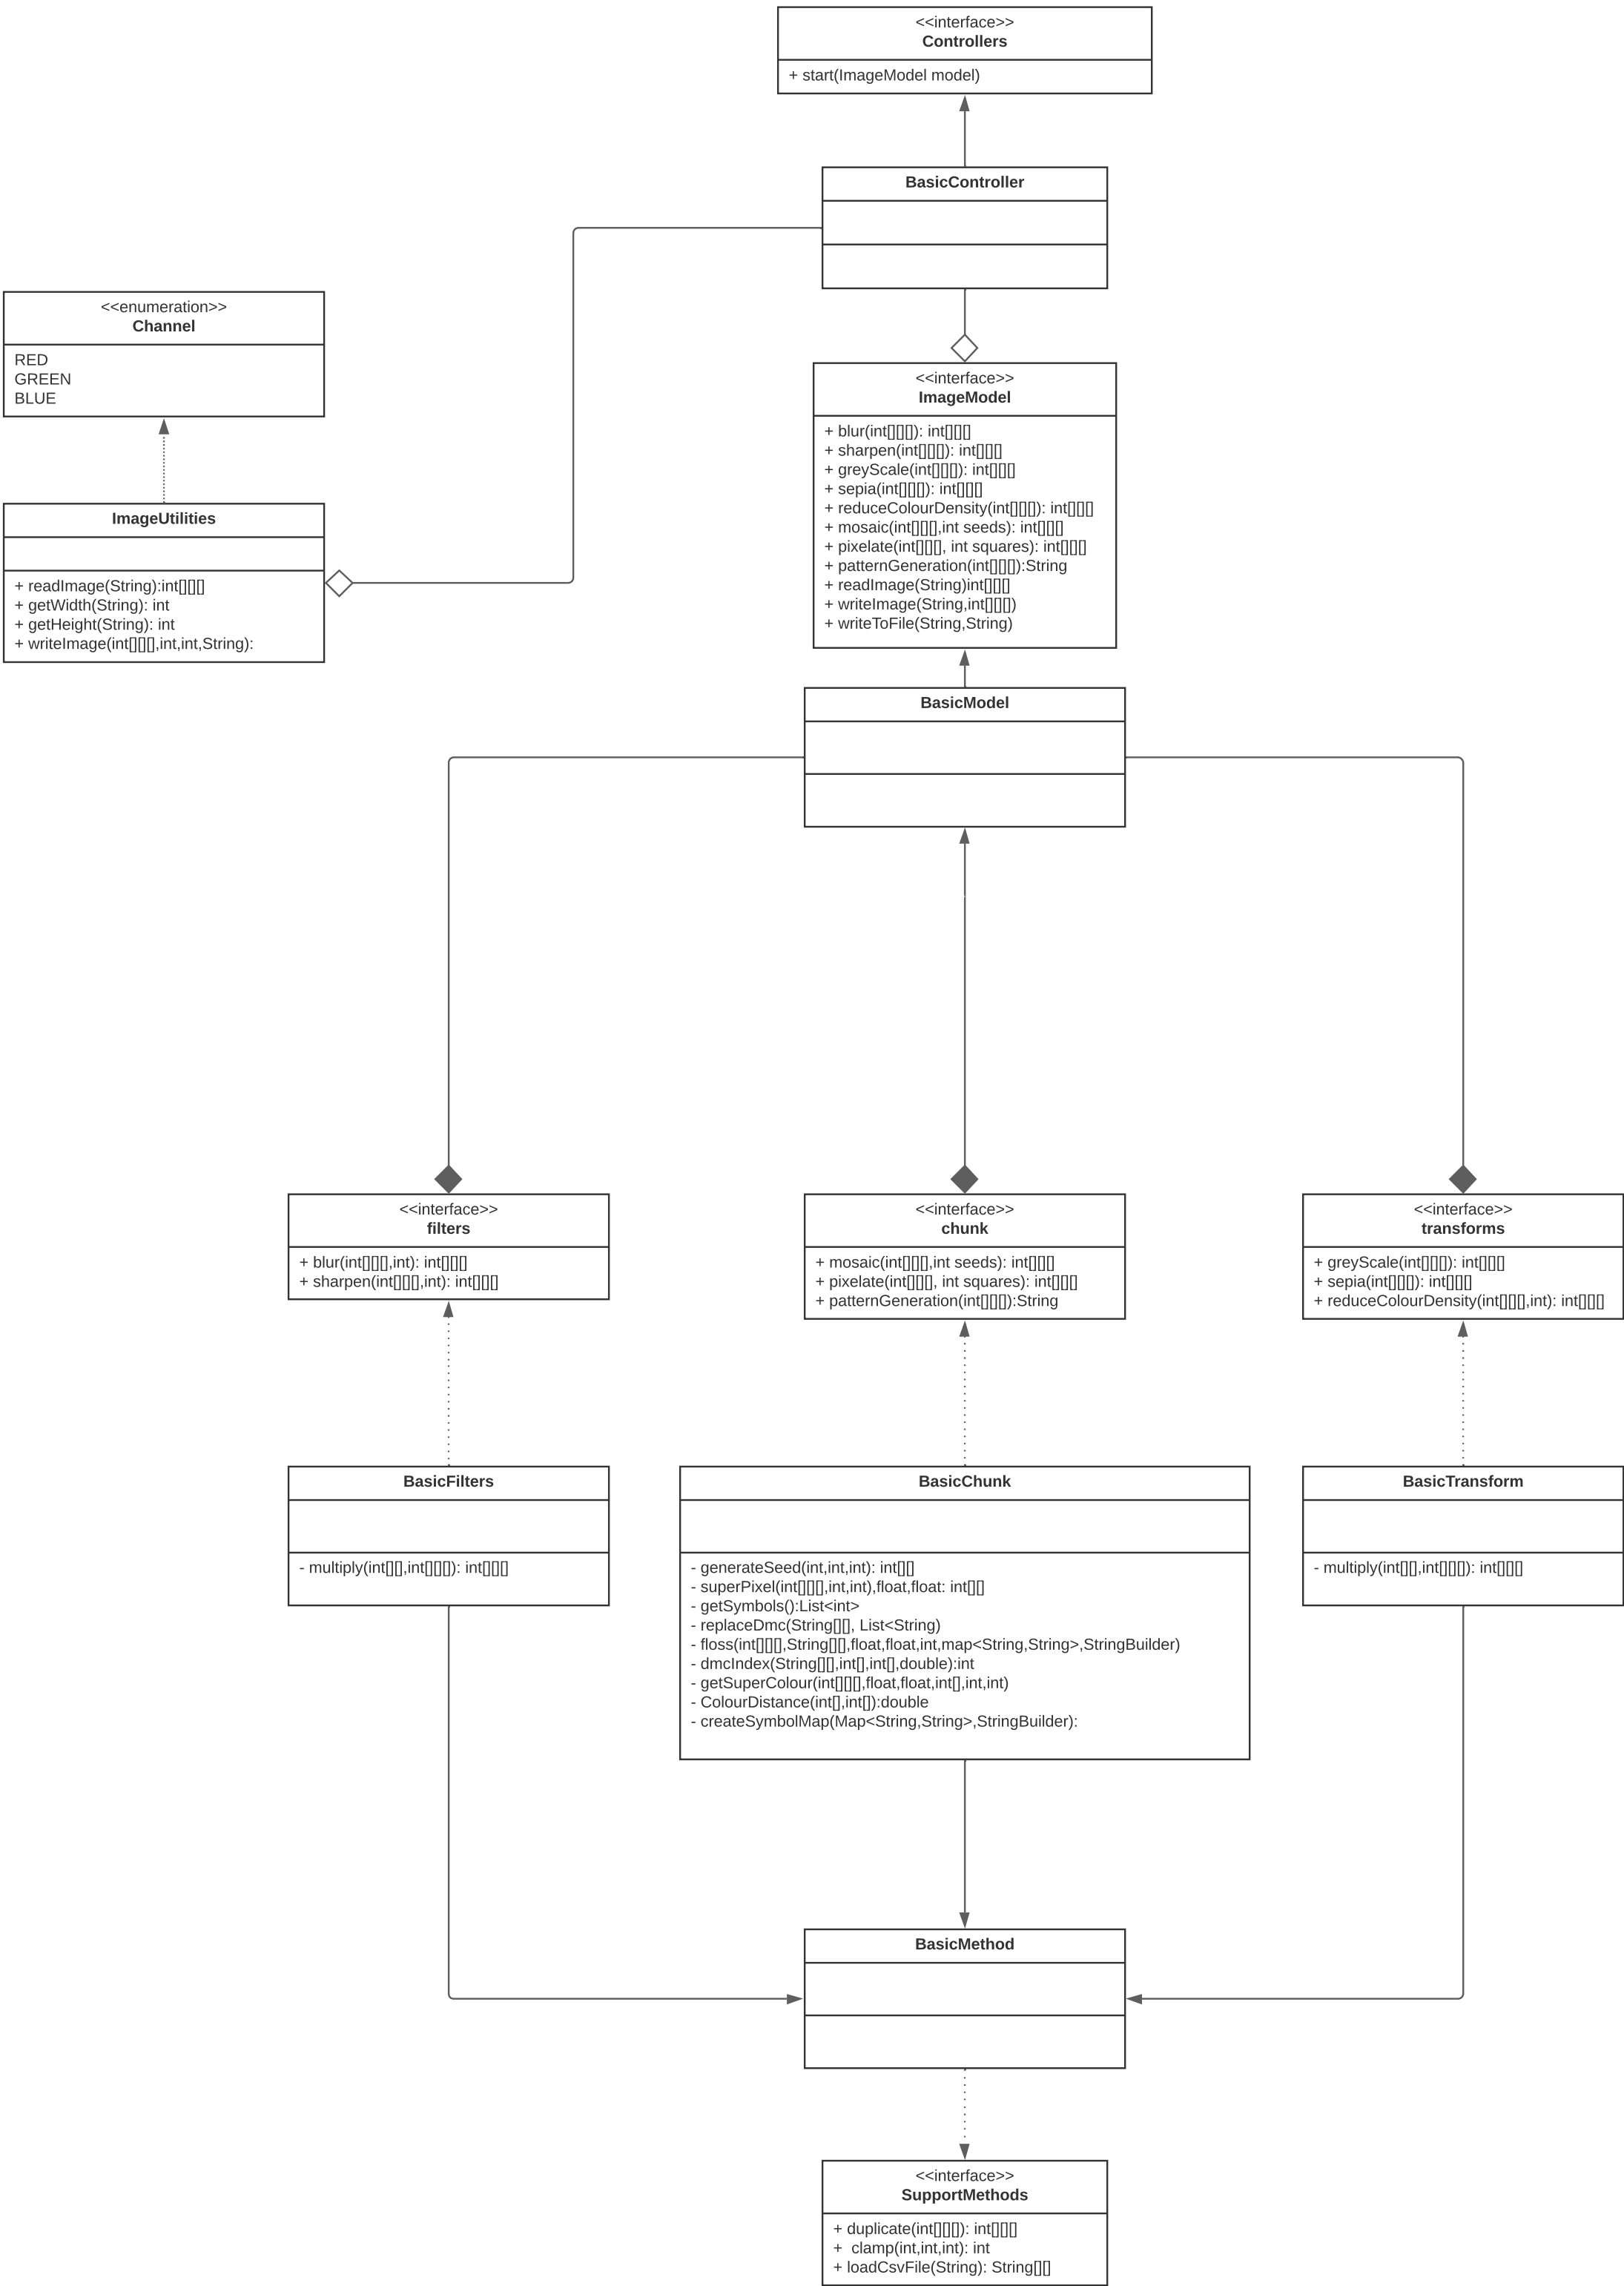 <<interface>>
Controllers
+ start(ImageModel model)
BasicController
<<enumeration>>
Channel
RED
GREEN
BLUE
<<interface>>
ImageModel
+ blur(int[][][]): int[][][]
+ sharpen(int[][][]): int[][][]
+ greyScale(int[][][]): int[][][]
+ sepia(int[][][]): int[][][]
+ reduceColourDensity(int[][][]): int[][][]
+ mosaic(int[][][],int seeds): int[][][]
+ pixelate(int[][][], int squares): int[][][]
+ patternGeneration(int[][][]):String
+ readImage(String)int[][][]
+ writeImage(String,int[][][])
+ writeToFile(String,String)
ImageUtilities
+ readImage(String):int[][][]
+ getWidth(String): int
+ getHeight(String): int
+ writeImage(int[][][],int,int,String):
BasicModel
<<interface>>
filters
+ blur(int[][][],int): int[][][]
+ sharpen(int[][][],int): int[][][]
<<interface>>
chunk
+ mosaic(int[][][],int seeds): int[][][]
+ pixelate(int[][][], int squares): int[][][]
+ patternGeneration(int[][][]):String
<<interface>>
transforms
+ greyScale(int[][][]): int[][][]
+ sepia(int[][][]): int[][][]
+ reduceColourDensity(int[][][],int): int[][][]
BasicFilters
- multiply(int[][],int[][][]): int[][][]
BasicChunk
- generateSeed(int,int,int): int[][]
- superPixel(int[][][],int,int),float,float: int[][]
- getSymbols():List<int>
- replaceDmc(String[][], List<String)
- floss(int[][][],String[][],float,float,int,map<String,String>,StringBuilder)
- dmcIndex(String[][],int[],int[],double):int
- getSuperColour(int[][][],float,float,int[],int,int)
- ColourDistance(int[],int[]):double
- createSymbolMap(Map<String,String>,StringBuilder):
BasicTransform
- multiply(int[][],int[][][]): int[][][]
BasicMethod
<<interface>>
SupportMethods
+ duplicate(int[][][]): int[][][]
+  clamp(int,int,int): int
+ loadCsvFile(String): String[][]